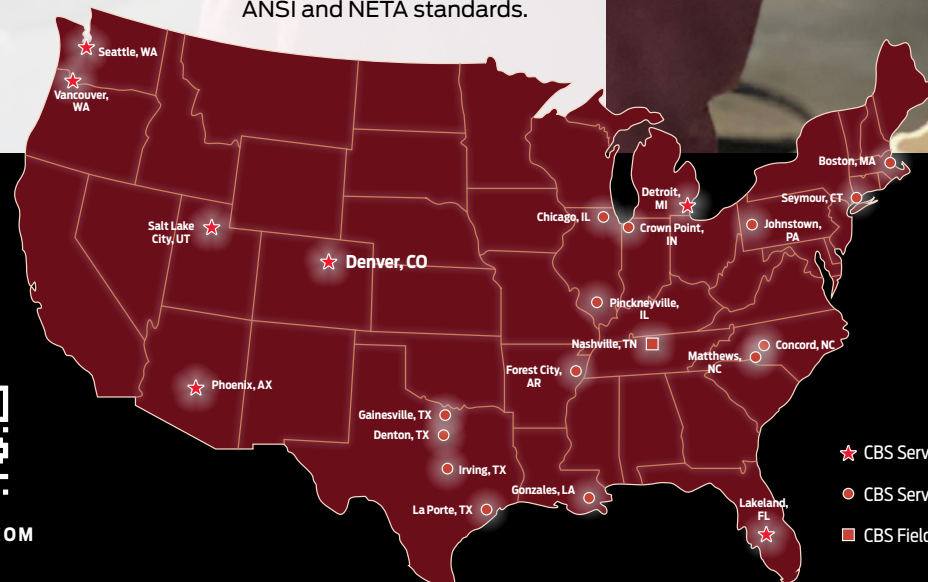 ANSI and NETA standards.
Seattle, WA
Vancouver,
WA
Salt Lake
City, UT
Denver, CO
Phoenix, AX
Chicago, IL
Detroit,
MI
Crown Point,
IN
Boston, MA
Seymour, CT
Johnstown,
PA
Pinckneyville,
IL
Nashville, TN
Concord, NC
Matthews,
NC
Forest City,
AR
Gainesville, TX
Denton, TX
Irving, TX
La Porte, TX
Gonzales, LA
Lakeland,
FL
CBS Serv
CBS Serv
CBS Field
OM